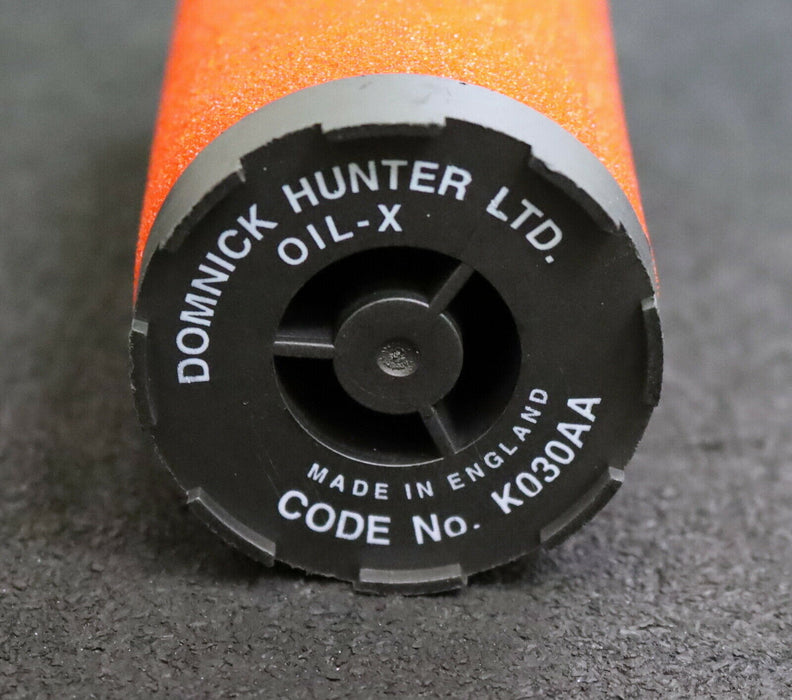 DOMNICK HUNTER LTD.
OIL-X
MADE IN ENGLAND
CODE No. K030AA